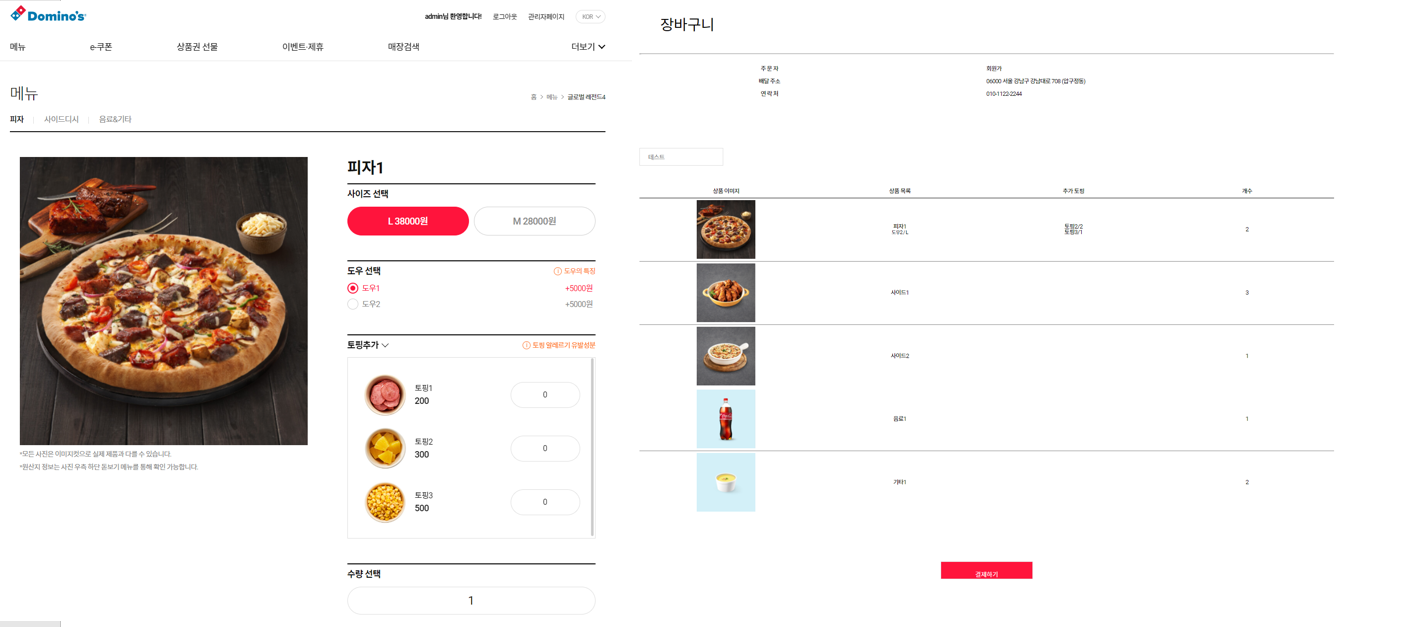 Domino's
admin님 환영합니다!
로그아웃
관리자페이지
KOR
메뉴
e-쿠폰
상품권 선물
이벤트·제휴
매장검색
더보기
메뉴
홈 > 메뉴 > 글로벌 레전드4
피자
사이드디시
음료&기타
*모든 사진은 이미지컷으로 실재 제품과 다를 수 있습니다.
*원산지 정보는 사진 우측 하단 돋보기 메뉴를 통해 확인 가능합니다.
피자1
사이즈 선택
L 38000원
M 28000원
도우 선택
도우의 특징
도우1
+5000원
도우2
+5000원
토핑추가
토핑 알레르기 유발성분
토핑1
200
0
토핑2
300
0
토핑3
500
0
수량 선택
1
장바구니
주 문 자
회원가
배달 주소
06000 서울 강남구 강남대로 708 (압구정동)
연 락 처
010-1122-2244
테스트
상품 이미지
상품 목록
추가 토핑
개수
피자1
도우2 / L
토핑2/2
토핑3/1
2
사이드1
3
사이드2
1
음료1
1
기타1
2
결재하기